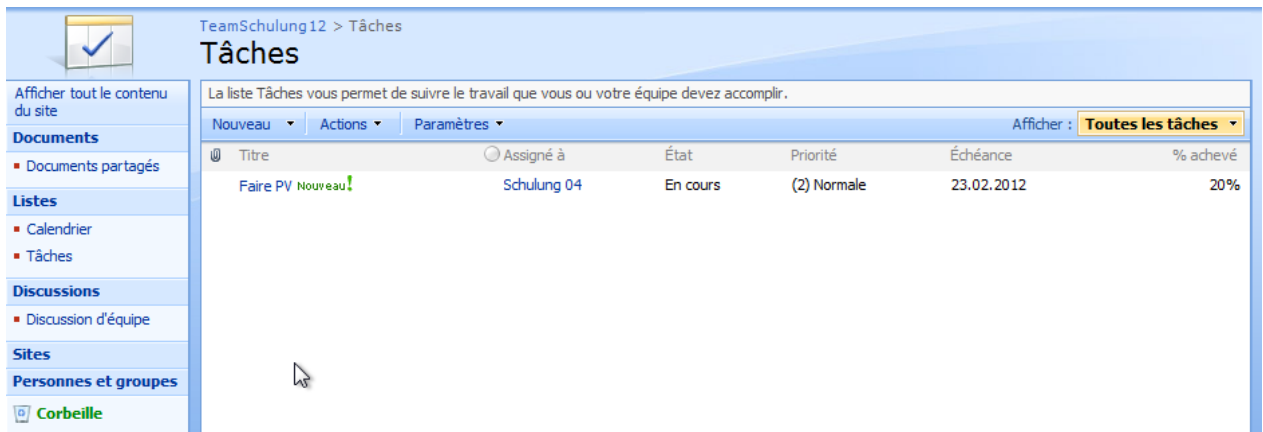 TeamSchulung12 > Tâches
Tâches
Afficher tout le contenu
du site
Documents
Documents partagés
Listes
Calendrier
Tâches
Discussions
Discussion d'équipe
Sites
Personnes et groupes
Corbeille
La liste Tâches vous permet de suivre le travail que vous ou votre équipe devez accomplir.
Nouveau Actions Paramètres Afficher : Toutes les tâches
Titre Assigné à État Priorité Échéance % achevé
Faire PV Nouveau! Schulung 04 En cours (2) Normale 23.02.2012 20%